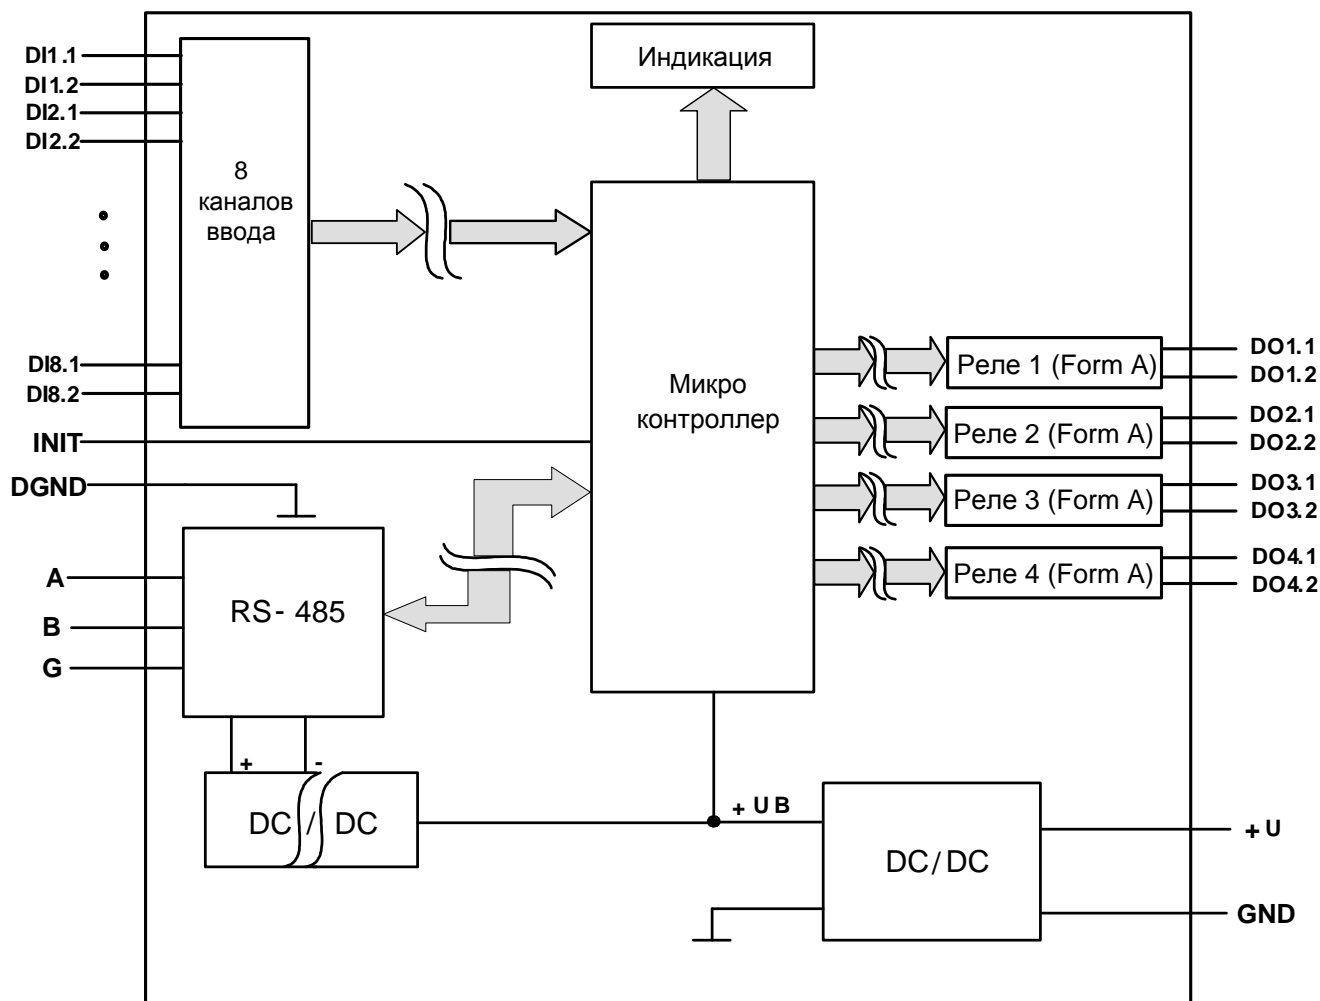 DI1.1
DI1.2
DI2.1
DI2.2
8
каналов
ввода
DI8.1
DI8.2
INIT
DGND
A
B
G
RS- 485
+ -
DC / DC
Индикация
Микро
контроллер
Реле 1 (Form A)
Реле 2 (Form A)
Реле 3 (Form A)
Реле 4 (Form A)
DO1.1
DO1.2
DO2.1
DO2.2
DO3.1
DO3.2
DO4.1
DO4.2
+ U B
DC/DC
+ U
GND